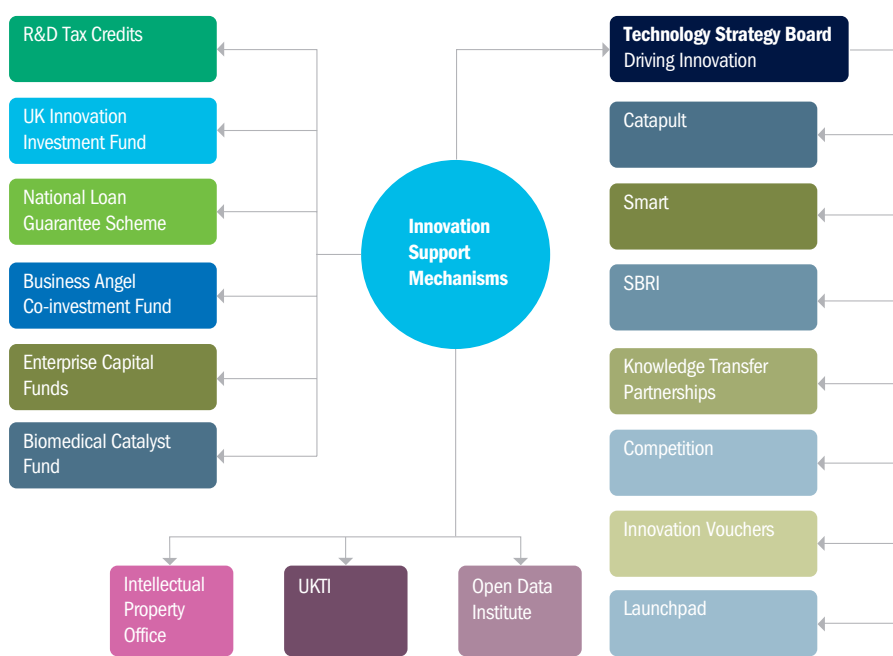 R&D Tax Credits
UK Innovation
Investment Fund
National Loan
Guarantee Scheme
Business Angel
Co-investment Fund
Enterprise Capital
Funds
Biomedical Catalyst
Fund
Innovation
Support
Mechanisms
Intellectual
Property
Office
UKTI
Open Data
Institute
Technology Strategy Board
Driving Innovation
Catapult
Smart
SBRI
Knowledge Transfer
Partnerships
Competition
Innovation Vouchers
Launchpad